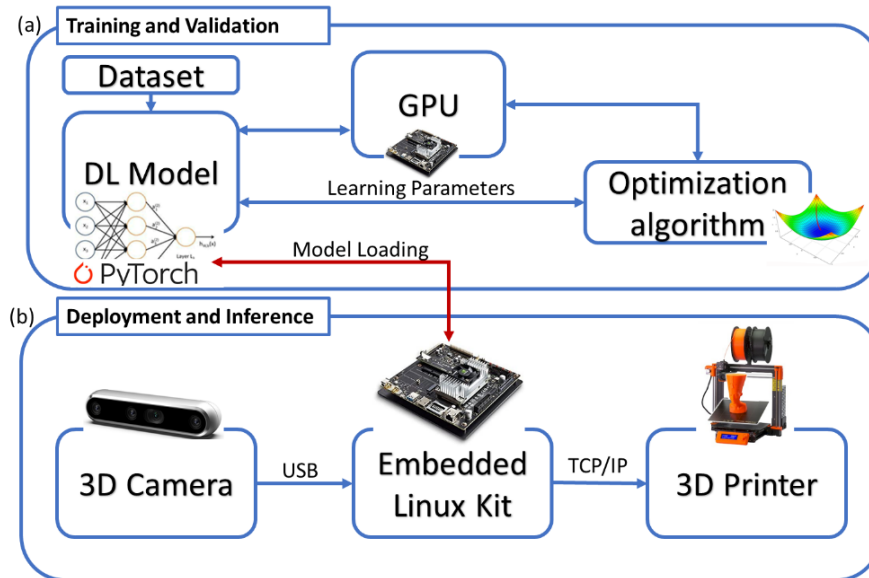 (a)
Training and Validation
Dataset
GPU
DL Model
Learning Parameters
Optimization
algorithm
PyTorch
Model Loading
(b)
Deployment and Inference
3D Camera
USB
Embedded
Linux Kit
TCP/IP
3D Printer